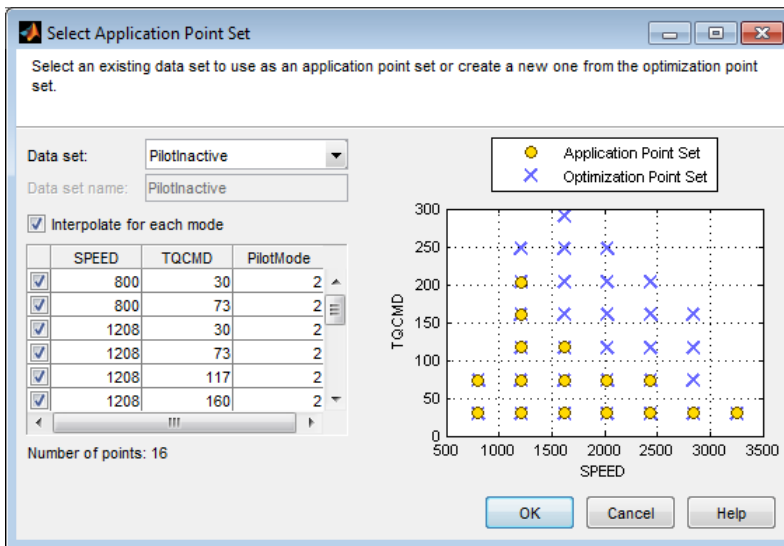 Select Application Point Set
Select an existing data set to use as an application point set or create a new one from the optimization point
set.
Data set: PilotInactive
Data set name: PilotInactive
Interpolate for each mode
SPEED TQCMD PilotMode
800 30 2
800 73 2
1208 30 2
1208 73 2
1208 117 2
1208 160 2
Number of points: 16
Application Point Set
Optimization Point Set
300
250
200
150
100
50
0
TQCMD
500 1000 1500 2000 2500 3000 3500
SPEED
OK Cancel Help